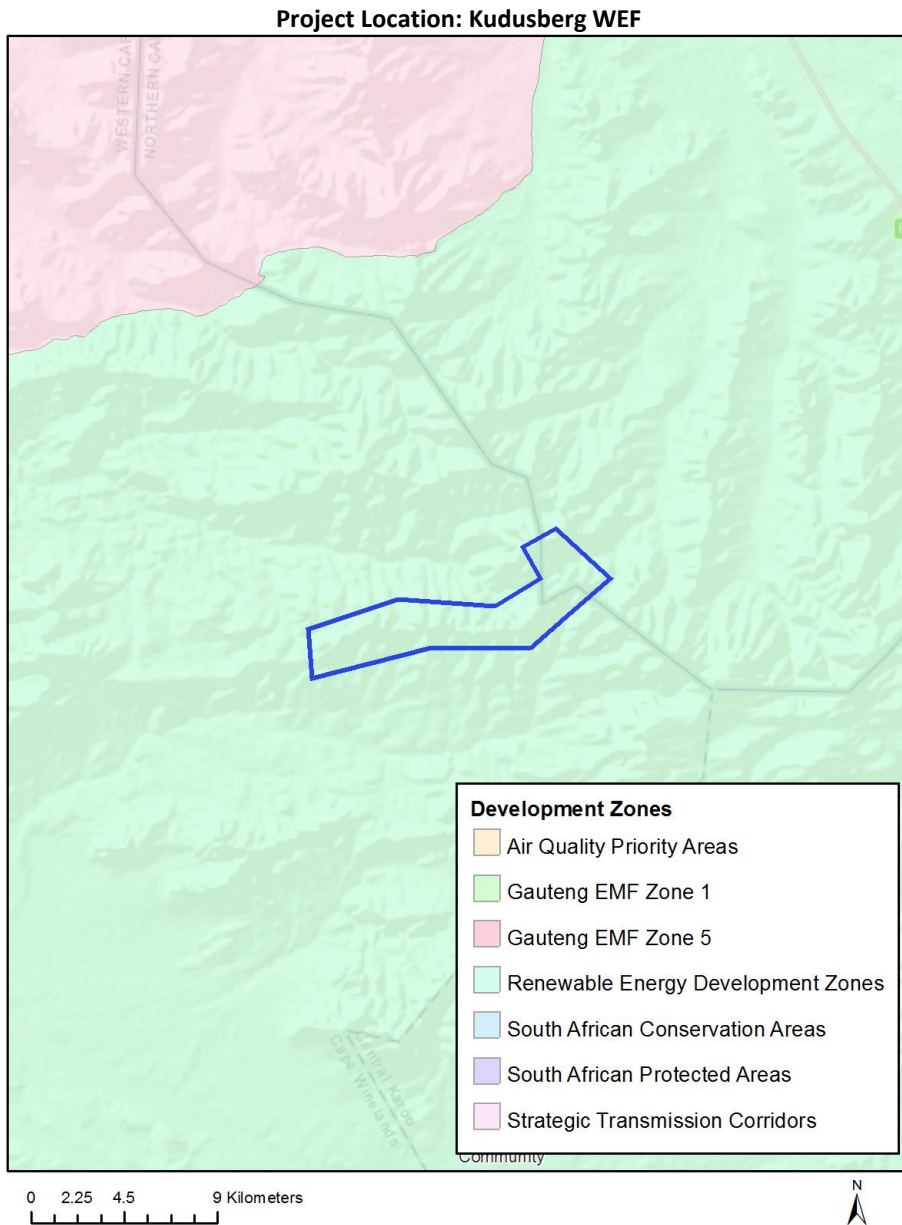 Project Location: Kudusberg WEF
WESTERN CAP
NORTHERN CA
Central Karoo
Cape Winelands
Development Zones
Air Quality Priority Areas
Gauteng EMF Zone 1
Gauteng EMF Zone 5
Renewable Energy Development Zones
South African Conservation Areas
South African Protected Areas
Strategic Transmission Corridors
Community
0 2.25 4.5 9 Kilometers
N